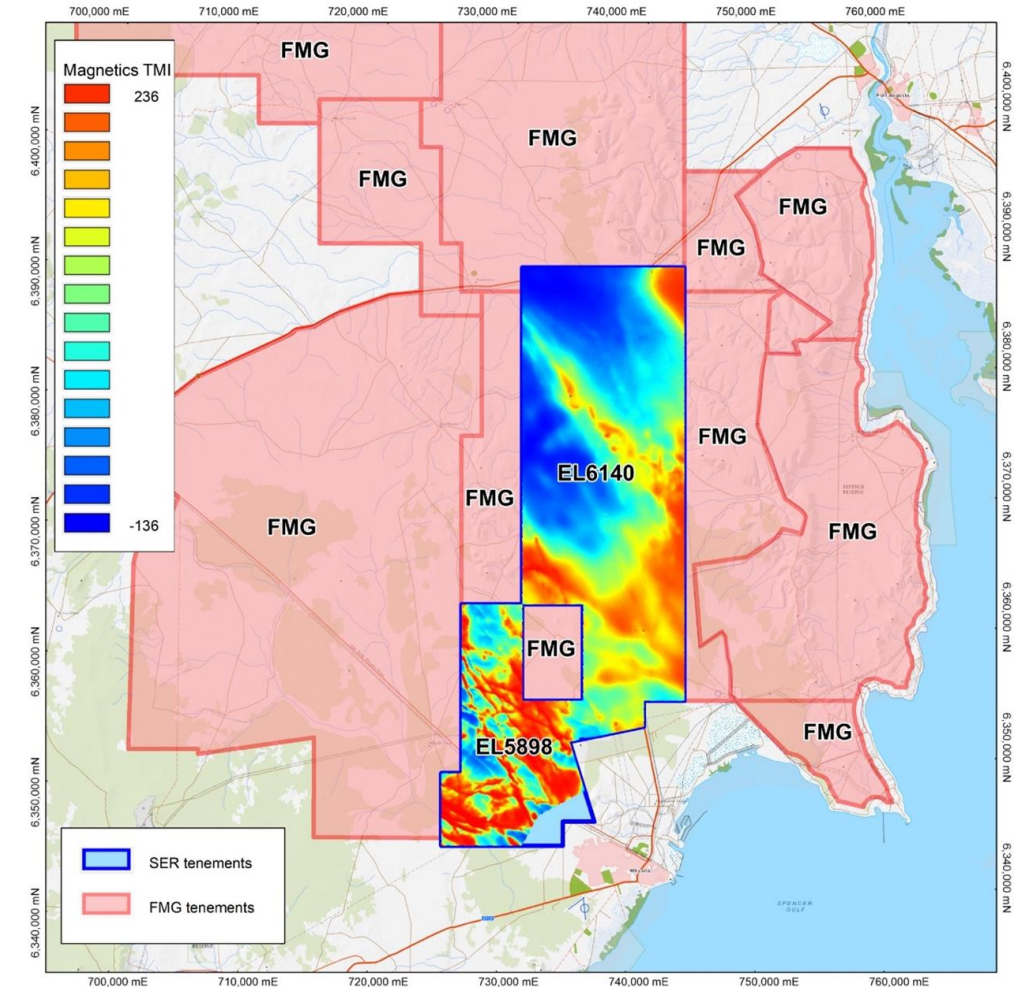 700,000 mE
710,000 mE
720,000 mE
730,000 mE
740,000 mE
750,000 mE
760,000 mE
Magnetics TMI
236
-136
FMG
FMG
FMG
FMG
FMG
FMG
EL6140
FMG
FMG
FMG
FMG
EL5898
FMG
SER tenements
FMG tenements
DEFENCE
RESERVE
SPENCER
GULF
RESERVE
6,400,000 mN
6,390,000 mN
6,380,000 mN
6,370,000 mN
6,360,000 mN
6,350,000 mN
6,340,000 mN
6,400,000 mN
6,390,000 mN
6,380,000 mN
6,370,000 mN
6,360,000 mN
6,350,000 mN
6,340,000 mN
700,000 mE
710,000 mE
720,000 mE
730,000 mE
740,000 mE
750,000 mE
760,000 mE